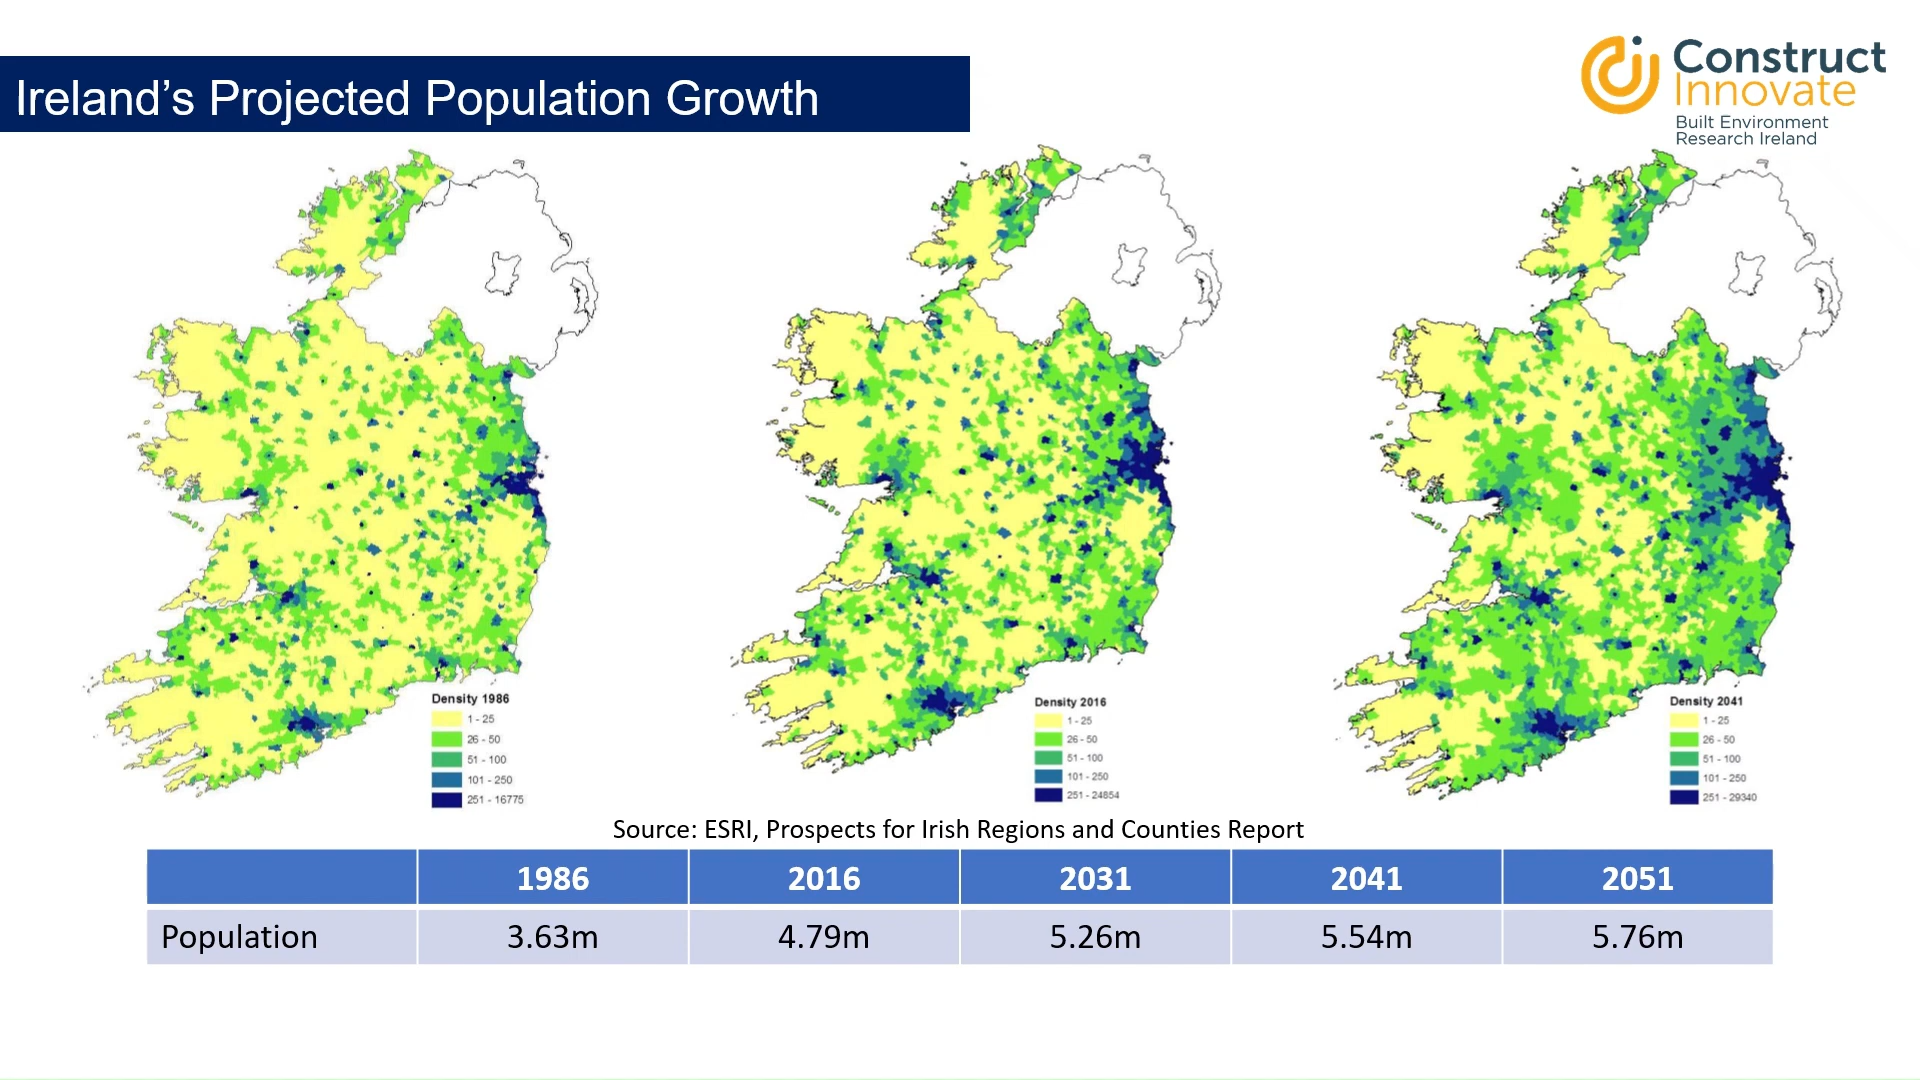 Ireland’s Projected Population Growth
Construct
Innovate
Built Environment
Research Ireland
Density 1986
1 - 25
26 - 50
51 - 100
101 - 250
251 - 16775
Density 2016
1 - 25
26 - 50
51 - 100
101 - 250
251 - 24854
Density 2041
1 - 25
26 - 50
51 - 100
101 - 250
251 - 29340
Source: ESRI, Prospects for Irish Regions and Counties Report
1986 2016 2031 2041 2051
Population 3.63m 4.79m 5.26m 5.54m 5.76m